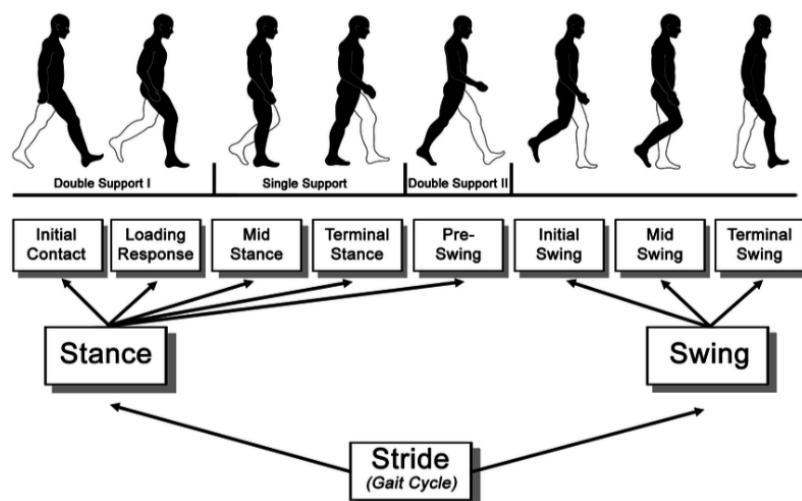 Double Support I
Single Support
Double Support II
Initial
Contact
Loading
Response
Mid
Stance
Terminal
Stance
Pre-
Swing
Initial
Swing
Mid
Swing
Terminal
Swing
Stance
Swing
Stride
(Gait Cycle)